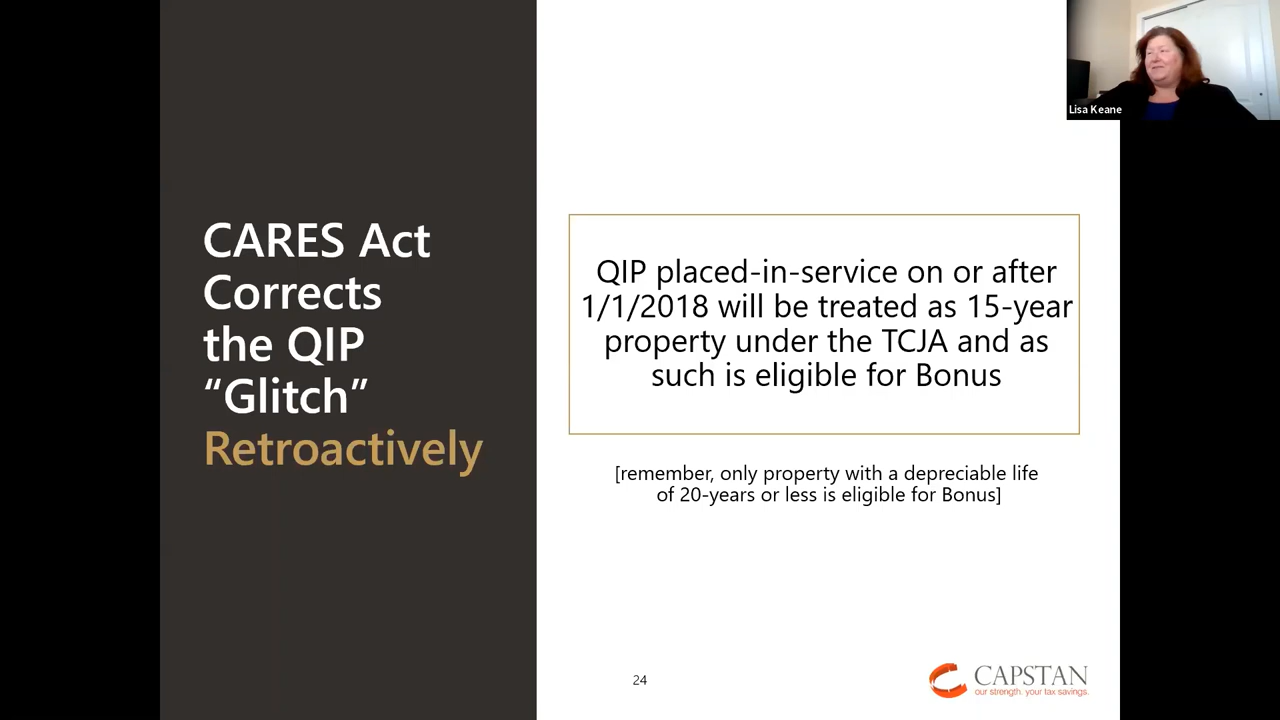 Lisa Keane
CARES Act
Corrects
the QIP
“Glitch”
Retroactively
QIP placed-in-service on or after
1/1/2018 will be treated as 15-year
property under the TCJA and as
such is eligible for Bonus
[remember, only property with a depreciable life
of 20-years or less is eligible for Bonus]
24
CAPSTAN
our strength. your tax savings.